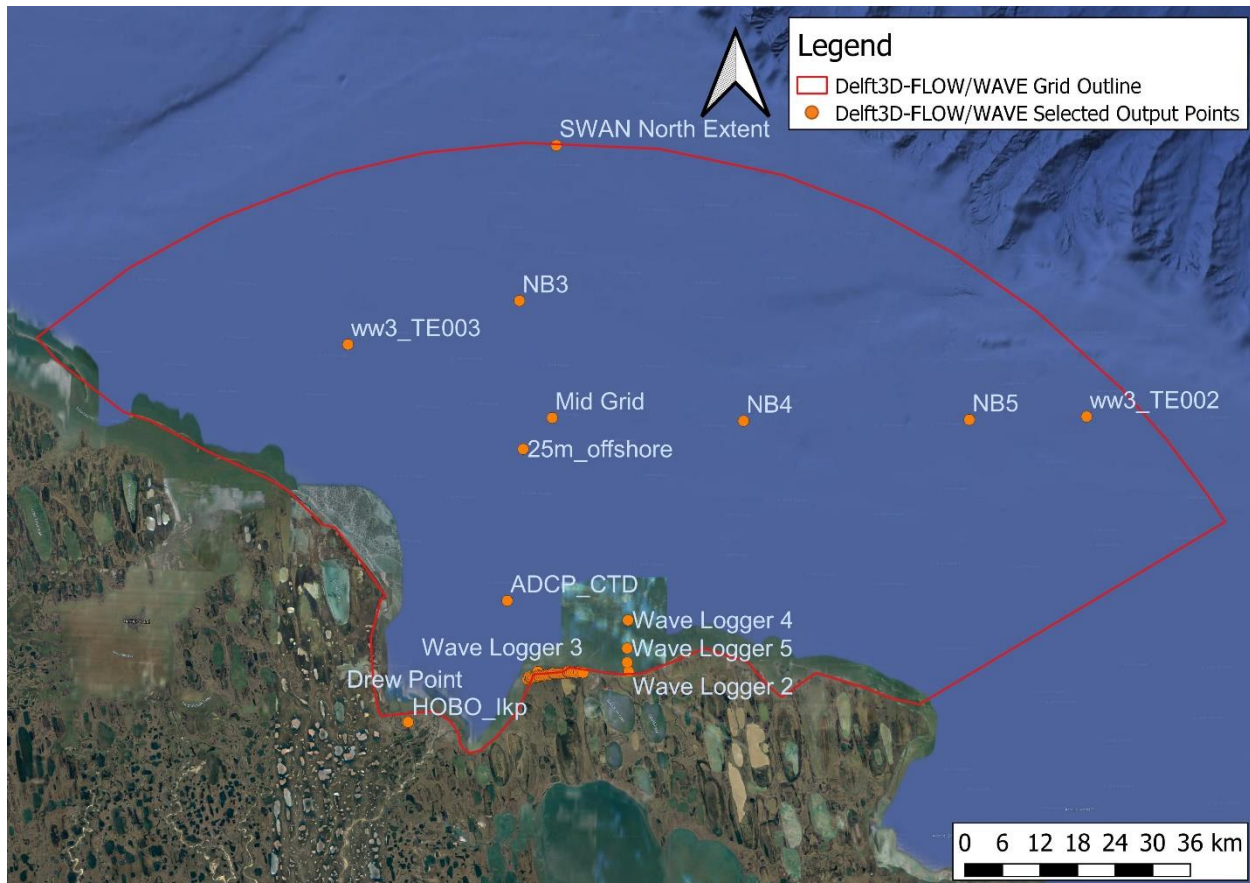 Legend
Delft3D-FLOW/WAVE Grid Outline
Delft3D-FLOW/WAVE Selected Output Points
SWAN North Extent
NB3
ww3_TE003
Mid Grid
NB4
NB5
ww3_TE002
25m_offshore
ADCP_CTD
Wave Logger 4
Wave Logger 3
Wave Logger 5
Drew Point
Wave Logger 2
HOBO_Ikp
0 6 12 18 24 30 36 km